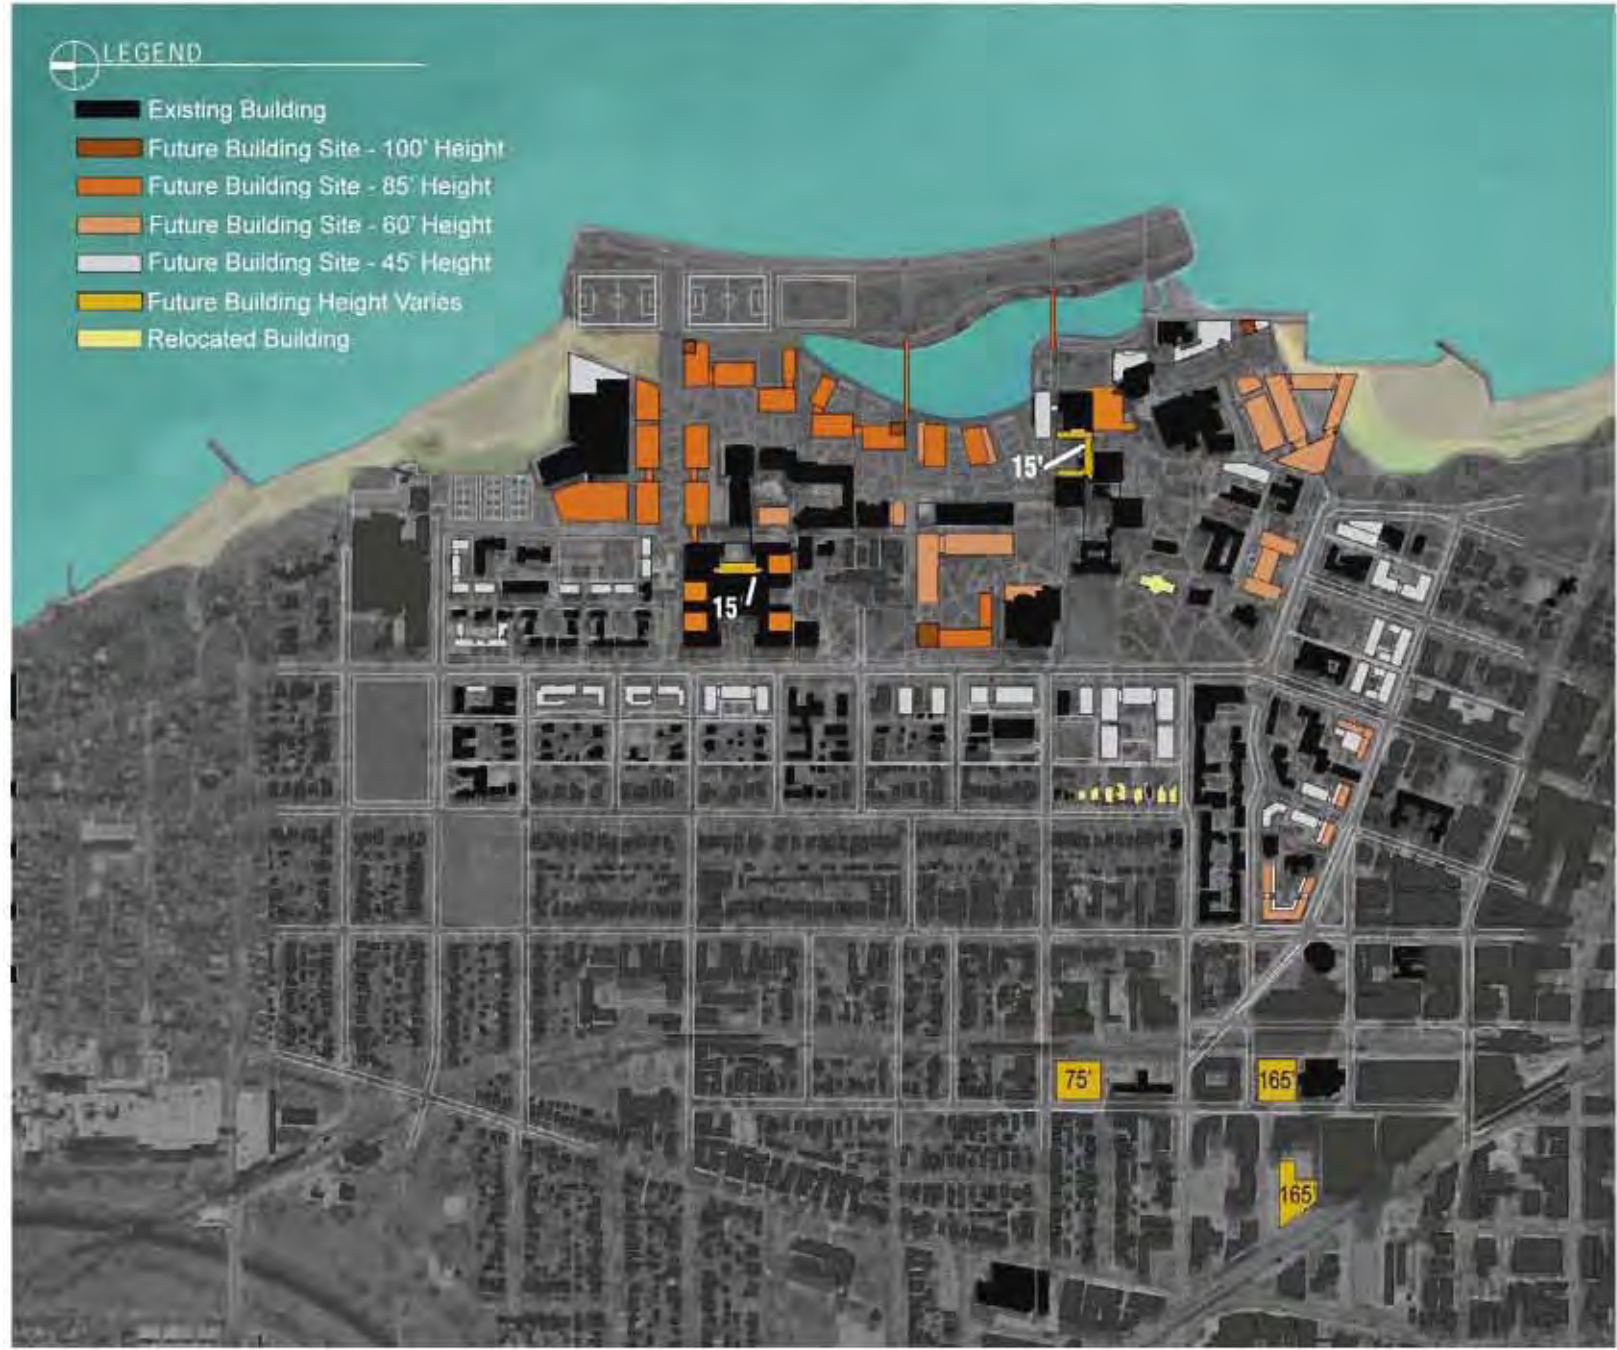 LEGEND
Existing Building
Future Building Site - 100' Height
Future Building Site - 85' Height
Future Building Site - 60' Height
Future Building Site - 45' Height
Future Building Height Varies
Relocated Building
15'
15'
75'
165'
165'